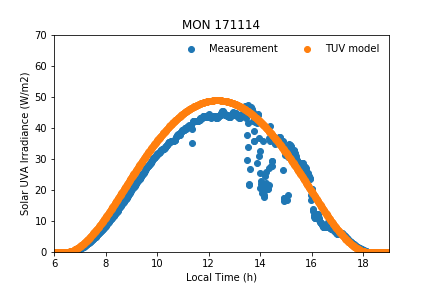 MON 171114
Measurement
TUV model
70
60
50
40
30
20
10
0
Solar UVA Irradiance (W/m2)
6 8 10 12 14 16 18
Local Time (h)